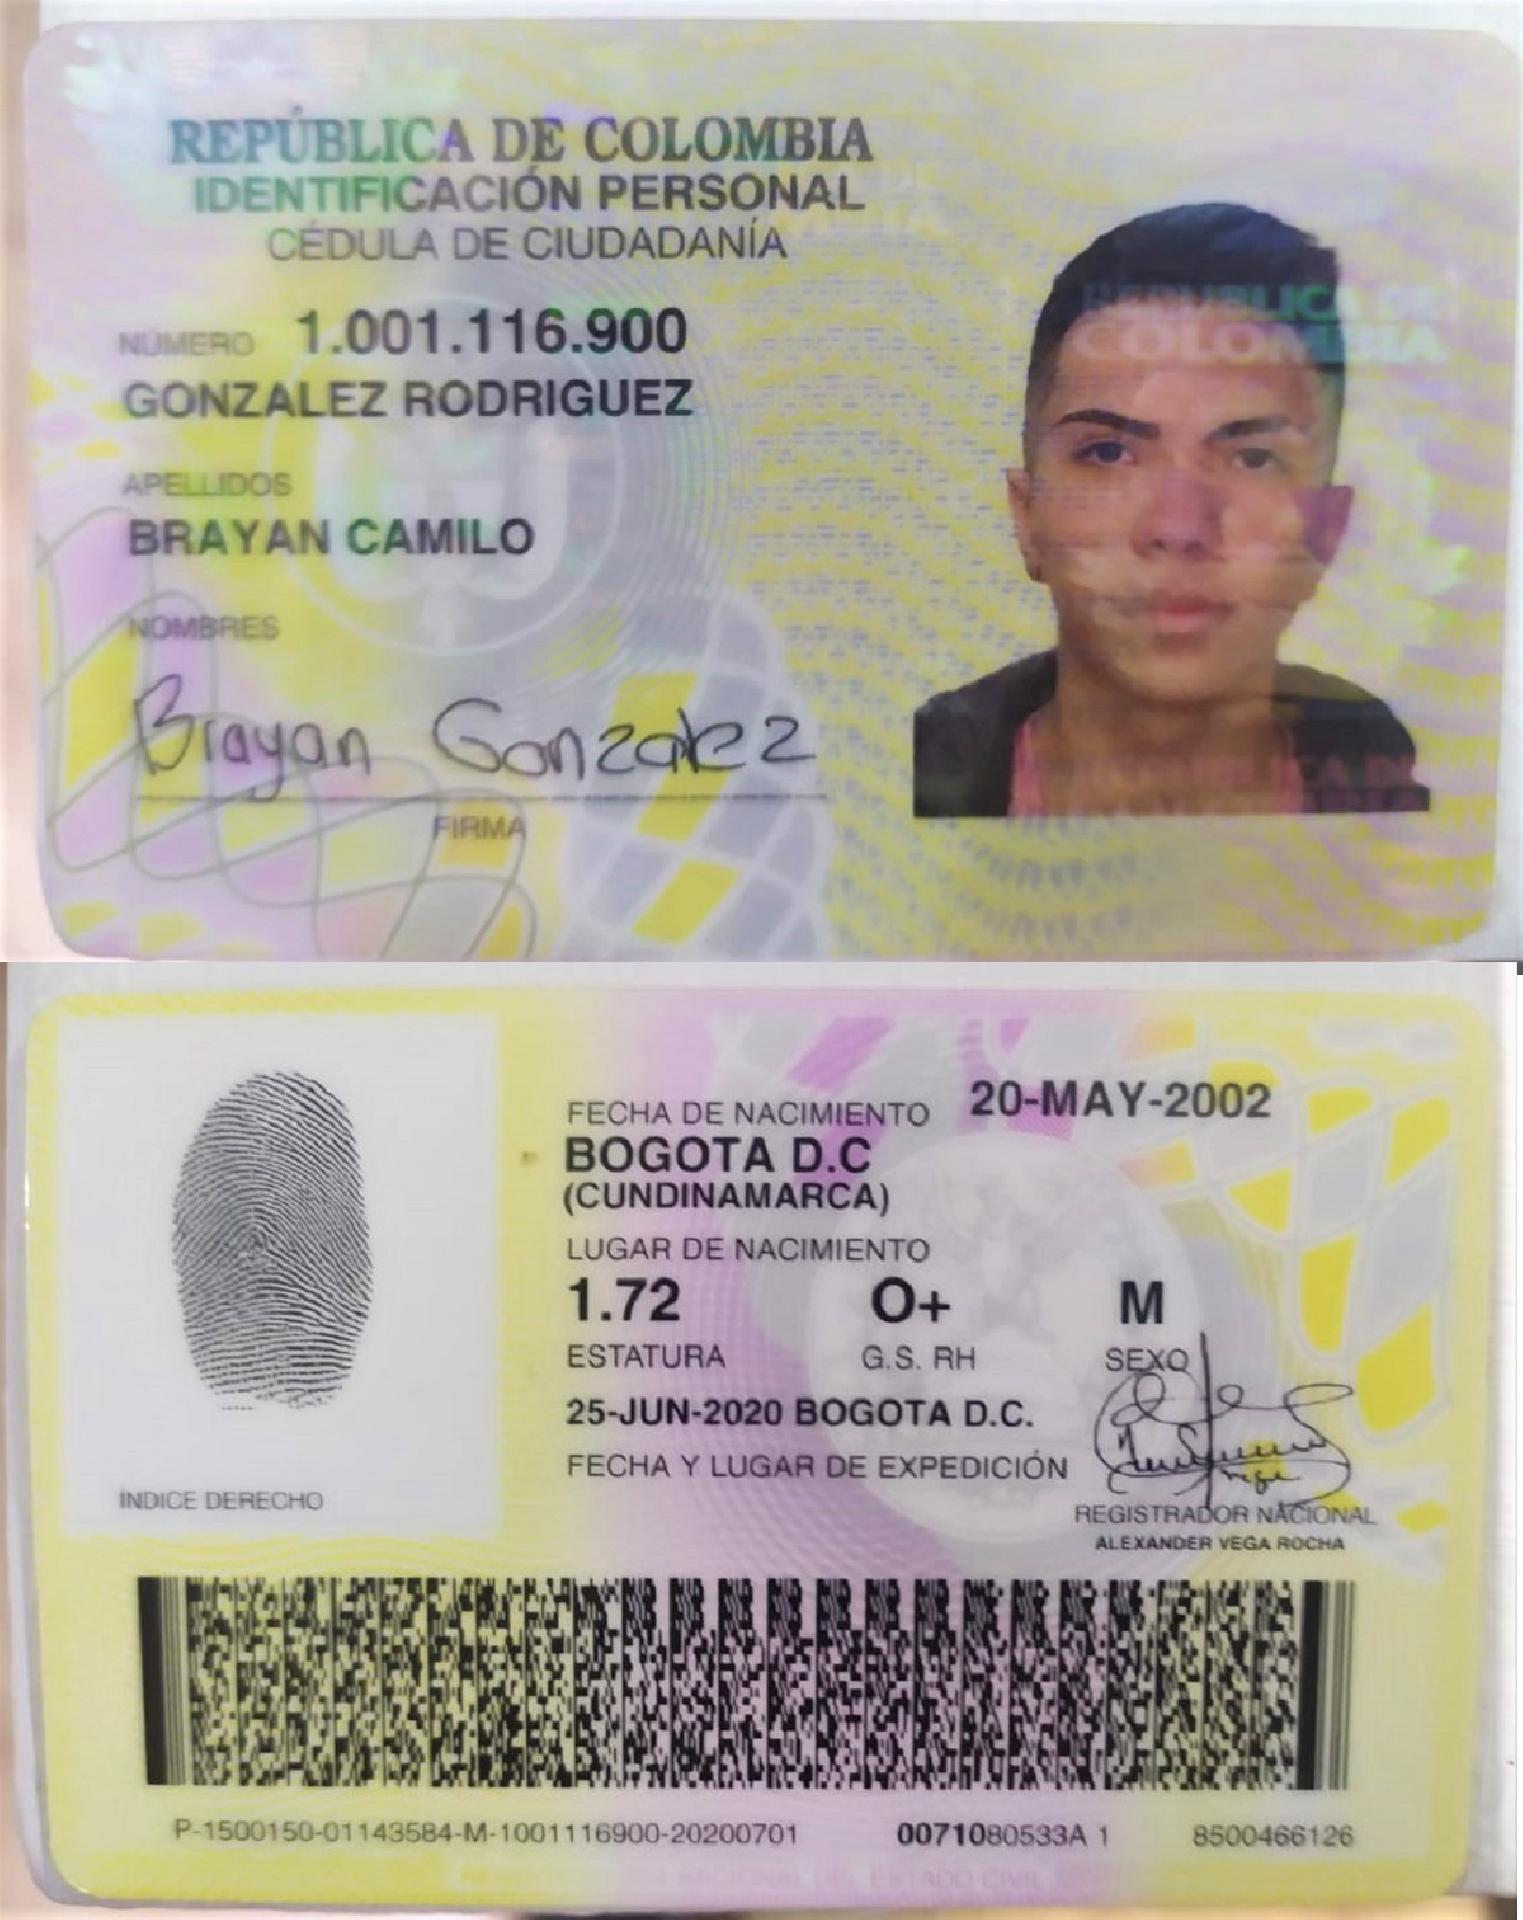 REPÚBLICA DE COLOMBIA
IDENTIFICACIÓN PERSONAL
CÉDULA DE CIUDADANÍA
NÚMERO 1.001.116.900
GONZALEZ RODRIGUEZ
APELLIDOS
BRAYAN CAMILO
NOMBRES
Brayan Gonzalez
FIRMA
REPUBLICA DE
COLOMBIA
FECHA DE NACIMIENTO 20-MAY-2002
BOGOTA D.C
(CUNDINAMARCA)
LUGAR DE NACIMIENTO
1.72 O+ M
ESTATURA G.S. RH SEXO
25-JUN-2020 BOGOTA D.C.
FECHA Y LUGAR DE EXPEDICIÓN
INDICE DERECHO
REGISTRADOR NACIONAL
ALEXANDER VEGA ROCHA
P-1500150-01143584-M-1001116900-20200701 0071080533A 1 8500466126